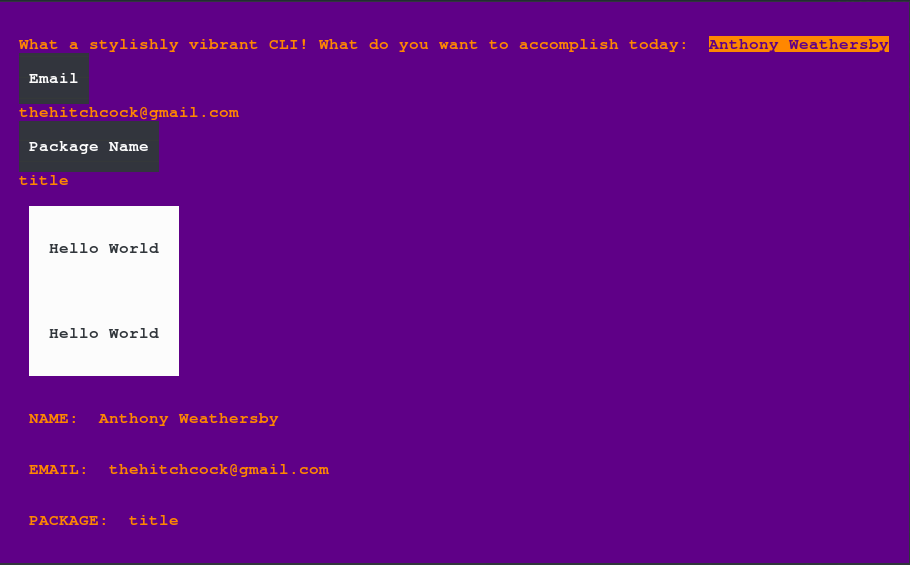 What a stylishly vibrant CLI! What do you want to accomplish today: Anthony Weathersby
Email
thehitchcock@gmail.com
Package Name
title
Hello World
Hello World
NAME: Anthony Weathersby
EMAIL: thehitchcock@gmail.com
PACKAGE: title